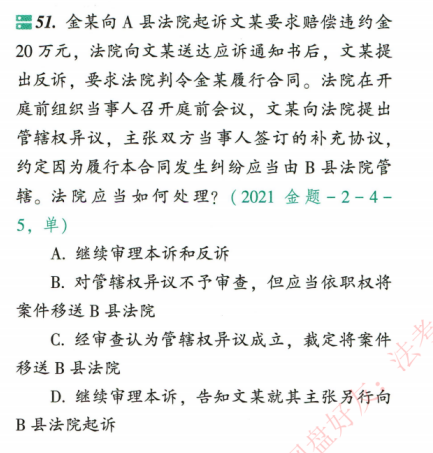 51. 金某向 A 县法院起诉文某要求赔偿违约金
20 万元，法院向文某送达应诉通知书后，文某提
出反诉，要求法院判令金某履行合同。法院在开
庭前组织当事人召开庭前会议，文某向法院提出
管辖权异议，主张双方当事人签订的补充协议，
约定因为履行本合同发生纠纷应当由 B 县法院管
辖。法院应当如何处理？（2021 金题－2－4－
5，单）
A. 继续审理本诉和反诉
B. 对管辖权异议不予审查，但应当依职权将
案件移送 B 县法院
C. 经审查认为管辖权异议成立，裁定将案件
移送 B 县法院
D. 继续审理本诉，告知文某就其主张另行向
B 县法院起诉
盘好友：法考